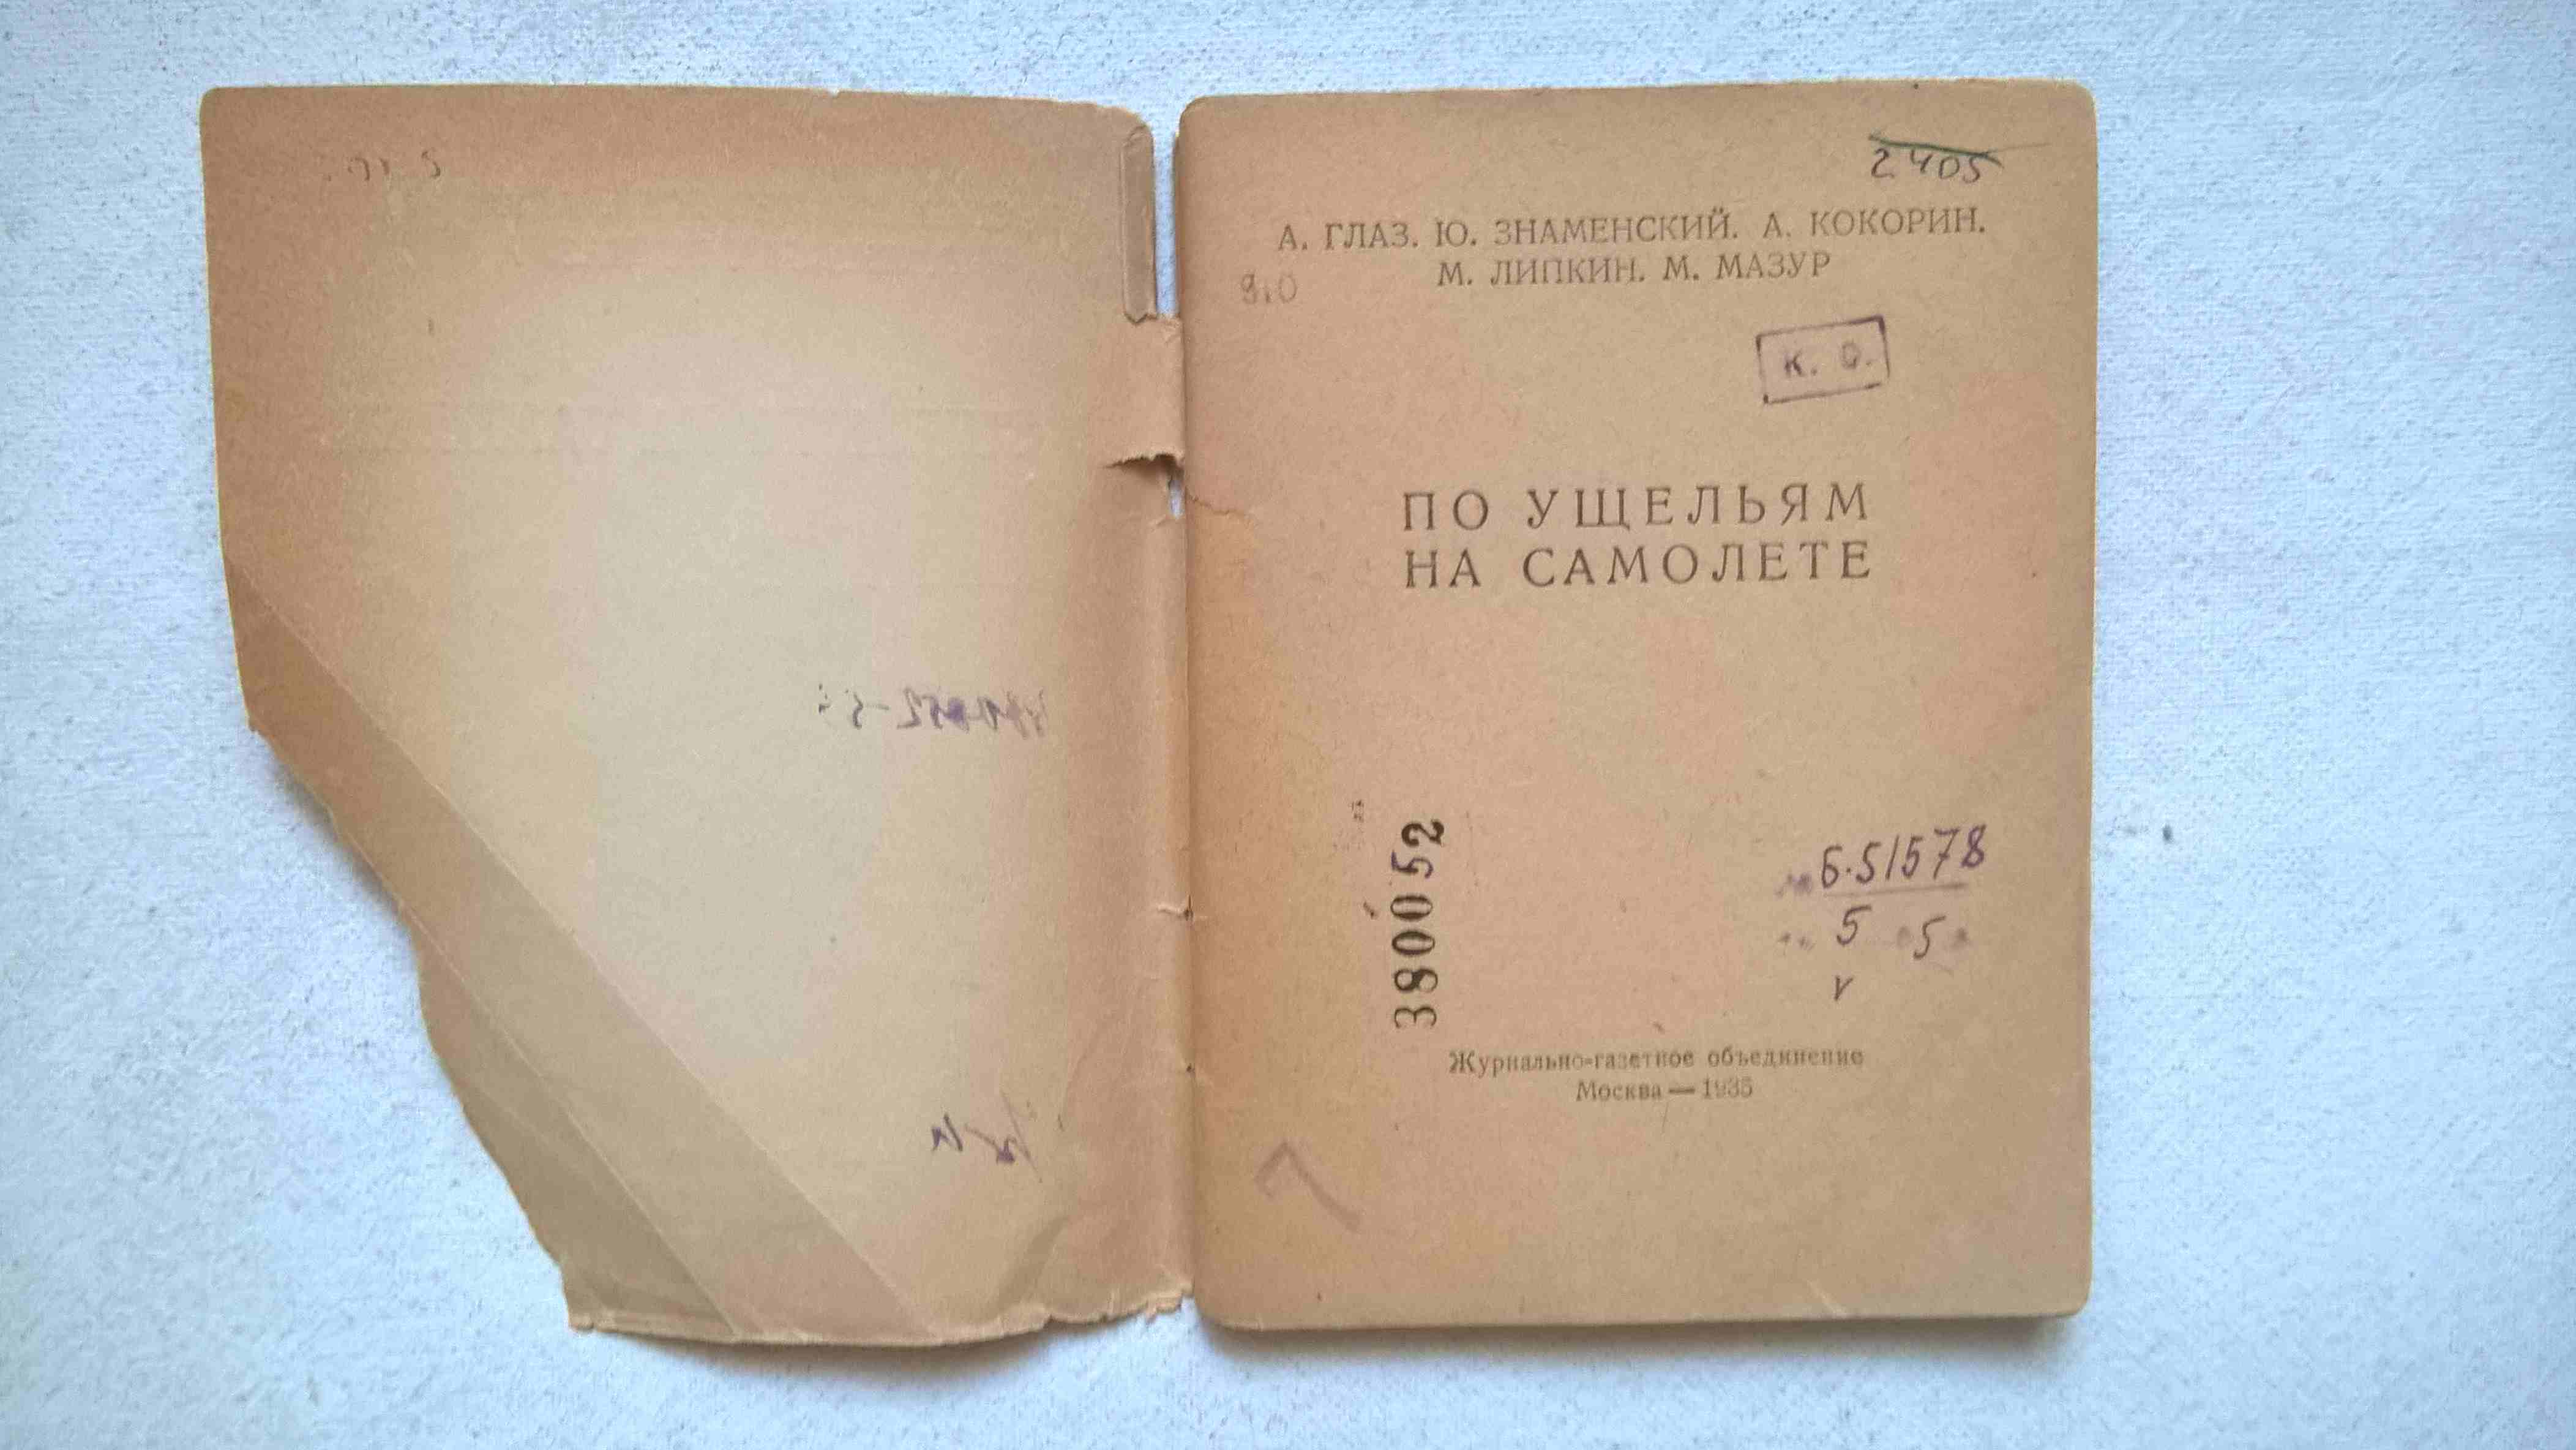 2405
А. ГЛАЗ. Ю. ЗНАМЕНСКИЙ. А. КОКОРИН.
М. ЛИПКИН. М. МАЗУР
К. О.
ПО УЩЕЛЬЯМ
НА САМОЛЕТЕ
380052
Б.51578
5 5
Журнально-газетное объединение
Москва — 1935